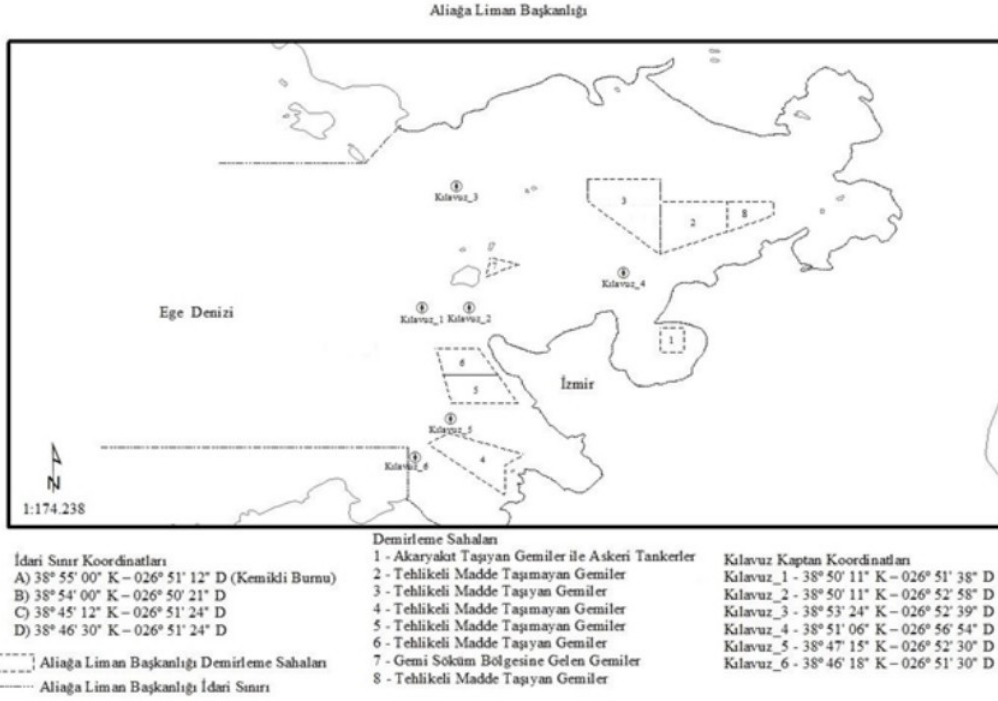 Aliağa Liman Başkanlığı
Kılavuz_3
3
2
8
7
Kılavuz_4
Ege Denizi
Kılavuz_1 Kılavuz_2
1
6
İzmir
5
Kılavuz_5
4
Kılavuz_6
N
1:174.238
İdari Sınır Koordinatları
A) 38° 55' 00" K – 026° 51' 12" D (Kemikli Burnu)
B) 38° 54' 00" K – 026° 50' 21" D
C) 38° 45' 12" K – 026° 51' 24" D
D) 38° 46' 30" K – 026° 51' 24" D
Aliağa Liman Başkanlığı Demirleme Sahaları
Aliağa Liman Başkanlığı İdari Sınırı
Demirleme Sahaları
1 - Akaryakıt Taşıyan Gemiler ile Askeri Tankerler
2 - Tehlikeli Madde Taşımayan Gemiler
3 - Tehlikeli Madde Taşıyan Gemiler
4 - Tehlikeli Madde Taşımayan Gemiler
5 - Tehlikeli Madde Taşımayan Gemiler
6 - Tehlikeli Madde Taşıyan Gemiler
7 - Gemi Söküm Bölgesine Gelen Gemiler
8 - Tehlikeli Madde Taşıyan Gemiler
Kılavuz Kaptan Koordinatları
Kılavuz_1 - 38° 50' 11" K – 026° 51' 38" D
Kılavuz_2 - 38° 50' 11" K – 026° 52' 58" D
Kılavuz_3 - 38° 53' 24" K – 026° 52' 39" D
Kılavuz_4 - 38° 51' 06" K – 026° 56' 54" D
Kılavuz_5 - 38° 47' 15" K – 026° 52' 30" D
Kılavuz_6 - 38° 46' 18" K – 026° 51' 30" D